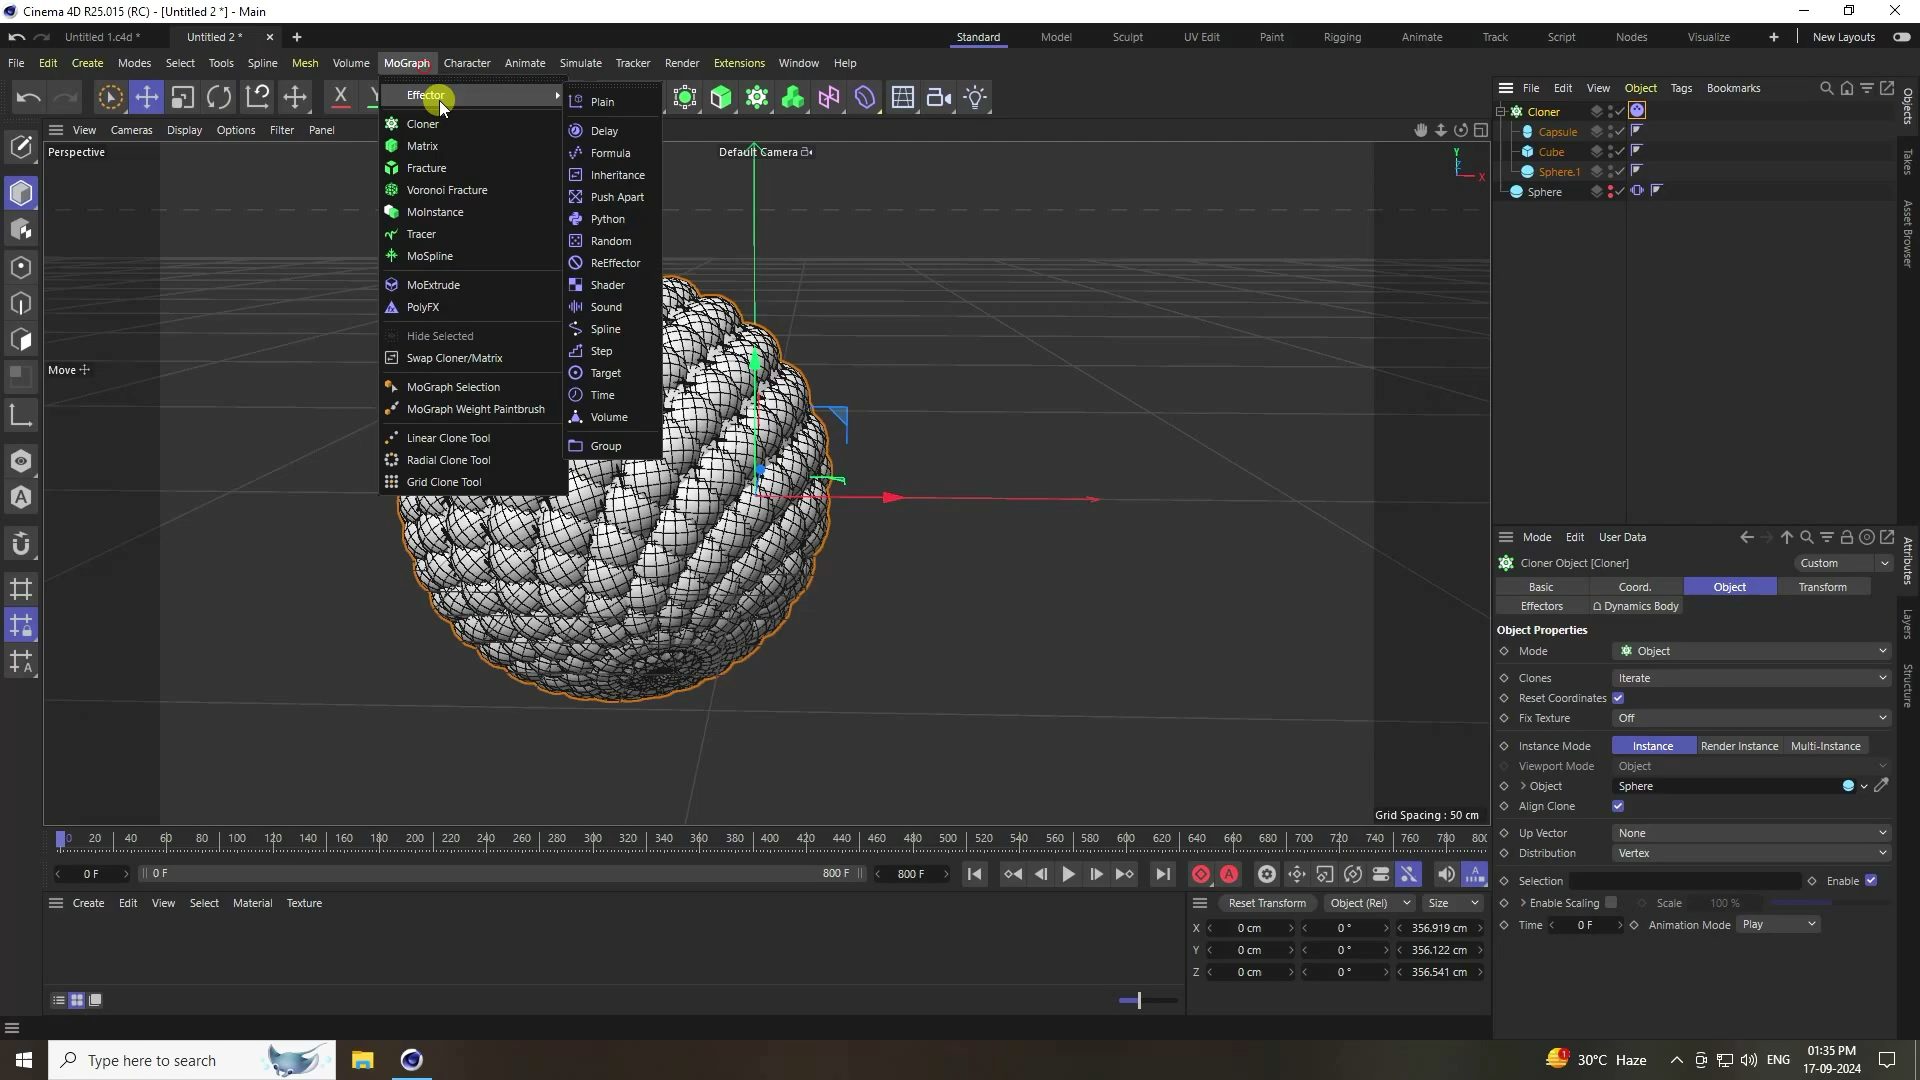 Cinema 4D R25.015 (RC) - [Untitled 2 *] - Main
Untitled 1.c4d *
Untitled 2 *
Standard
Model
Sculpt
UV Edit
Paint
Rigging
Animate
Track
Script
Nodes
Visualize
New Layouts
File Edit Create Modes Select Tools Spline Mesh Volume MoGraph Character Animate Simulate Tracker Render Extensions Window Help
X
View Cameras Display Options Filter Panel
Perspective
Default Camera
Move
Effector
Cloner
Matrix
Fracture
Voronoi Fracture
MoInstance
Tracer
MoSpline
MoExtrude
PolyFX
Hide Selected
Swap Cloner/Matrix
MoGraph Selection
MoGraph Weight Paintbrush
Linear Clone Tool
Radial Clone Tool
Grid Clone Tool
Plain
Delay
Formula
Inheritance
Push Apart
Python
Random
ReEffector
Shader
Sound
Spline
Step
Target
Time
Volume
Group
Y
Z
X
Grid Spacing : 50 cm
File Edit View Object Tags Bookmarks
Cloner
Capsule
Cube
Sphere.1
Sphere
Objects
Takes
Asset Browser
Mode Edit User Data
Cloner Object [Cloner]
Custom
Basic Coord. Object Transform
Effectors Dynamics Body
Object Properties
Mode Object
Clones Iterate
Reset Coordinates
Fix Texture Off
Instance Mode Instance Render Instance Multi-Instance
Viewport Mode Object
Object Sphere
Align Clone
Up Vector None
Distribution Vertex
Selection Enable
Enable Scaling Scale 100 %
Time 0 F Animation Mode Play
Attributes
Layers
Structure
0 20 40 60 80 100 120 140 160 180 200 220 240 260 280 300 320 340 360 380 400 420 440 460 480 500 520 540 560 580 600 620 640 660 680 700 720 740 760 780 800
0 F 0 F 800 F 800 F
Create Edit View Select Material Texture
Reset Transform Object (Rel) Size
X 0 cm 0 ° 356.919 cm
Y 0 cm 0 ° 356.122 cm
Z 0 cm 0 ° 356.541 cm
Type here to search
1
30°C Haze
ENG
01:35 PM
17-09-2024